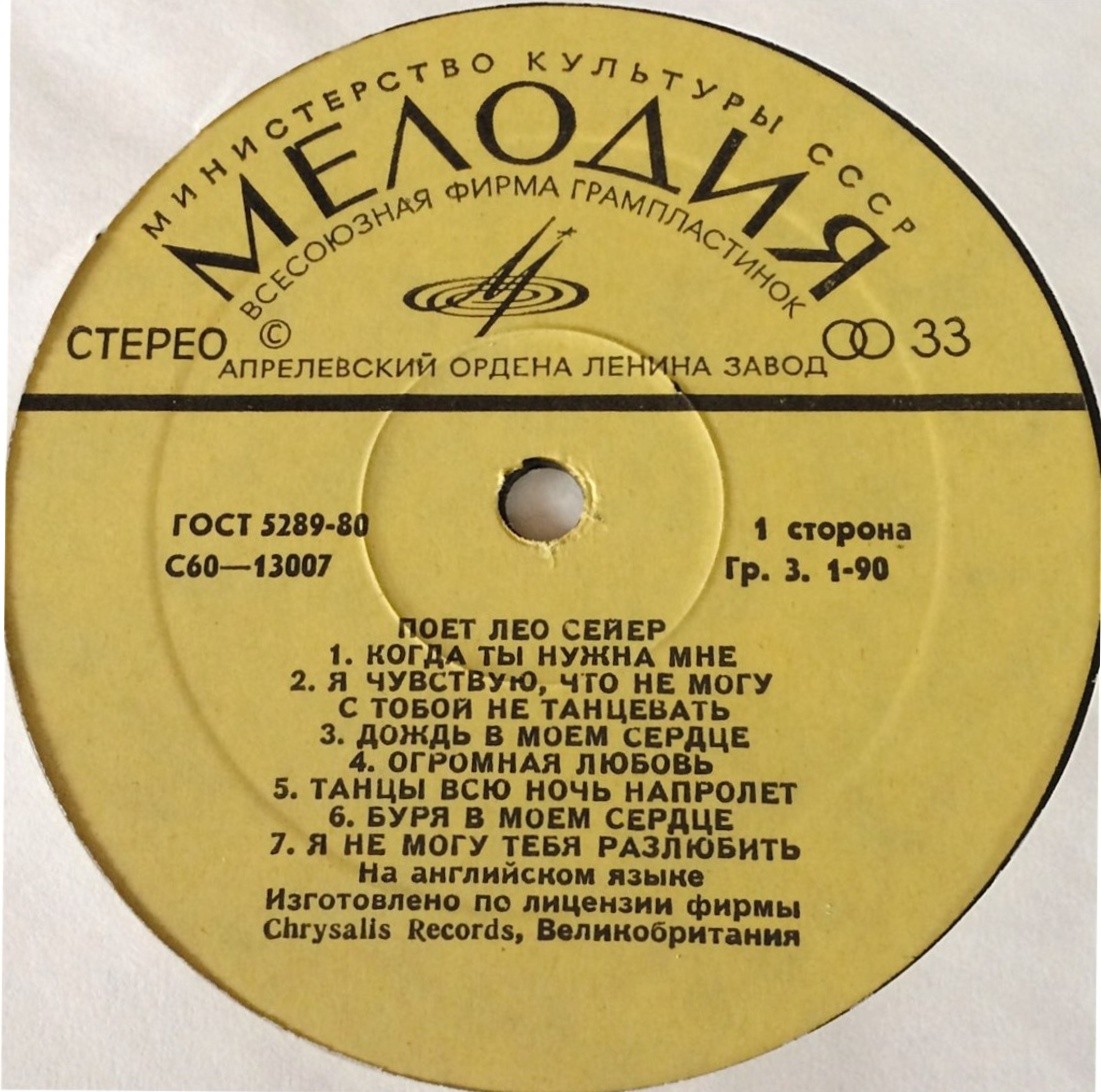 МИНИСТЕРСТВО КУЛЬТУРЫ СССР
МЕЛОДИЯ
ВСЕСОЮЗНАЯ ФИРМА ГРАМПЛАСТИНОК
СТЕРЕО © 33
АПРЕЛЕВСКИЙ ОРДЕНА ЛЕНИНА ЗАВОД
ГОСТ 5289-80 1 сторона
С60—13007 Гр. 3. 1-90
ПОЕТ ЛЕО СЕЙЕР
1. КОГДА ТЫ НУЖНА МНЕ
2. Я ЧУВСТВУЮ, ЧТО НЕ МОГУ
С ТОБОЙ НЕ ТАНЦЕВАТЬ
3. ДОЖДЬ В МОЕМ СЕРДЦЕ
4. ОГРОМНАЯ ЛЮБОВЬ
5. ТАНЦЫ ВСЮ НОЧЬ НАПРОЛЕТ
6. БУРЯ В МОЕМ СЕРДЦЕ
7. Я НЕ МОГУ ТЕБЯ РАЗЛЮБИТЬ
На английском языке
Изготовлено по лицензии фирмы
Chrysalis Records, Великобритания